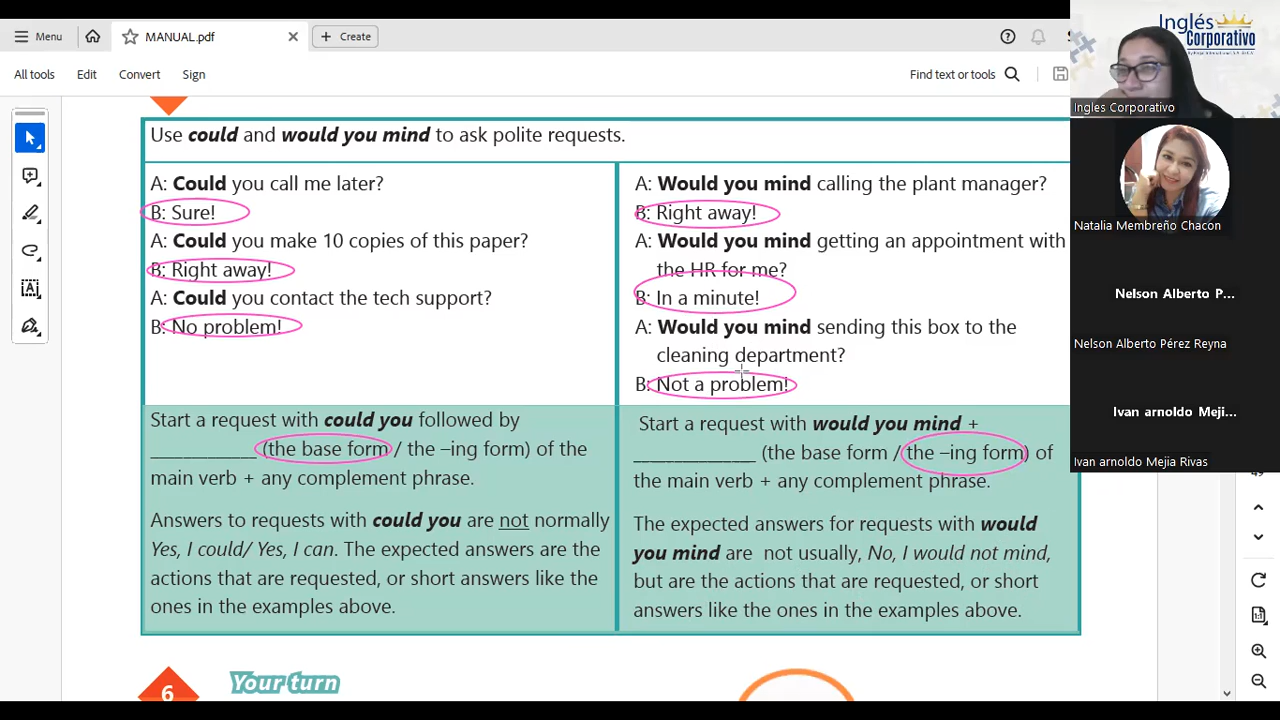 Menu
MANUAL.pdf
Create
All tools
Edit
Convert
Sign
Find text or tools
Use could and would you mind to ask polite requests.
A: Could you call me later?
B: Sure!
A: Could you make 10 copies of this paper?
B: Right away!
A: Could you contact the tech support?
B: No problem!
A: Would you mind calling the plant manager?
B: Right away!
A: Would you mind getting an appointment with
the HR for me?
B: In a minute!
A: Would you mind sending this box to the
cleaning department?
B: Not a problem!
Start a request with could you followed by
____________ (the base form / the –ing form) of the
main verb + any complement phrase.
Answers to requests with could you are not normally
Yes, I could/ Yes, I can. The expected answers are the
actions that are requested, or short answers like the
ones in the examples above.
Start a request with would you mind +
______________ (the base form / the –ing form) of
the main verb + any complement phrase.
The expected answers for requests with would
you mind are not usually, No, I would not mind,
but are the actions that are requested, or short
answers like the ones in the examples above.
6
Your turn
Inglés
Corporativo
Ingles Corporativo
Natalia Membreño Chacon
Nelson Alberto P...
Nelson Alberto Pérez Reyna
Ivan arnoldo Meji...
Ivan arnoldo Mejia Rivas